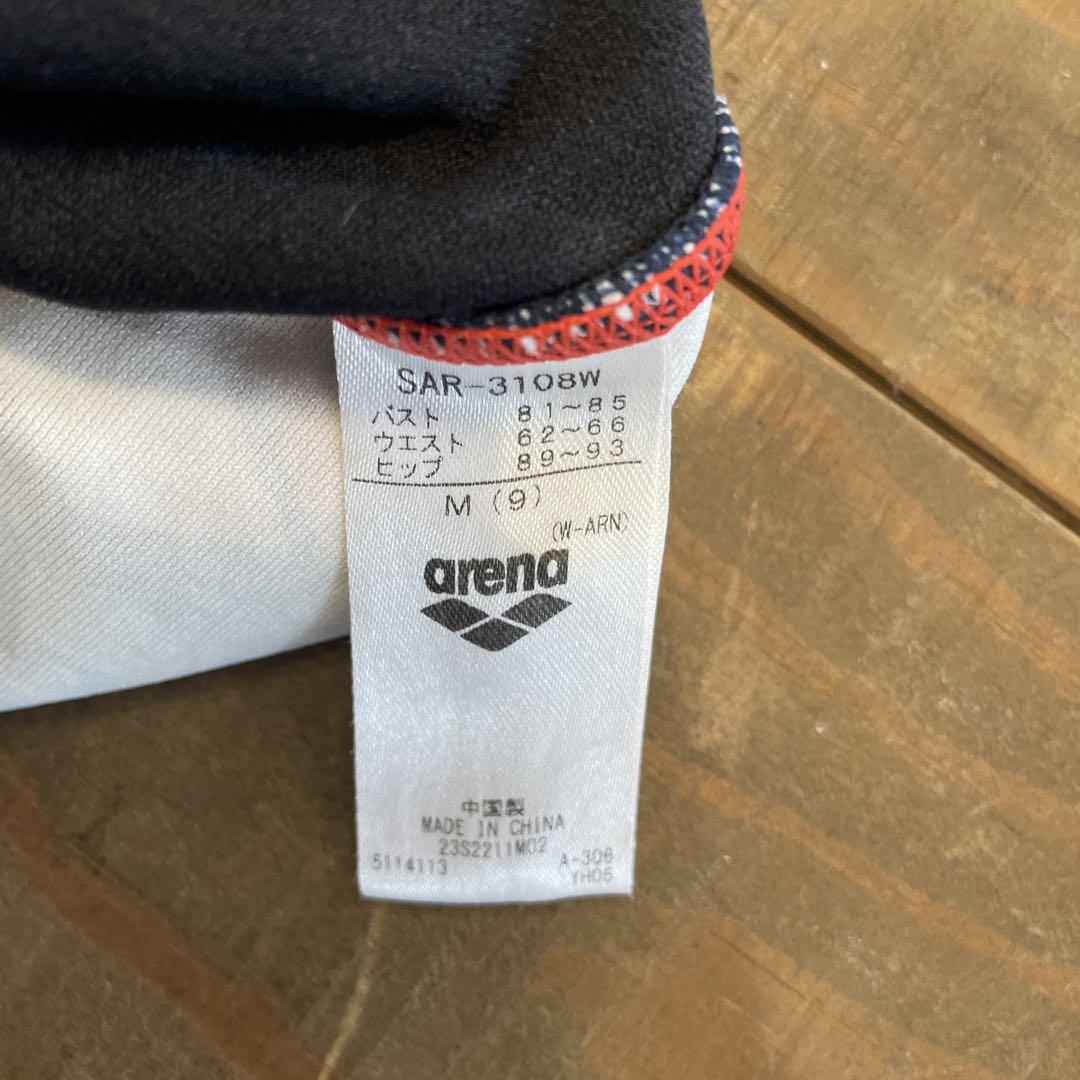 SAR-3108W
バスト 81~85
ウエスト 62~66
ヒップ 89~93
M (9)
(W-ARN)
arena
中国製
MADE IN CHINA
23S2211M02
5114113 A-306
YH05